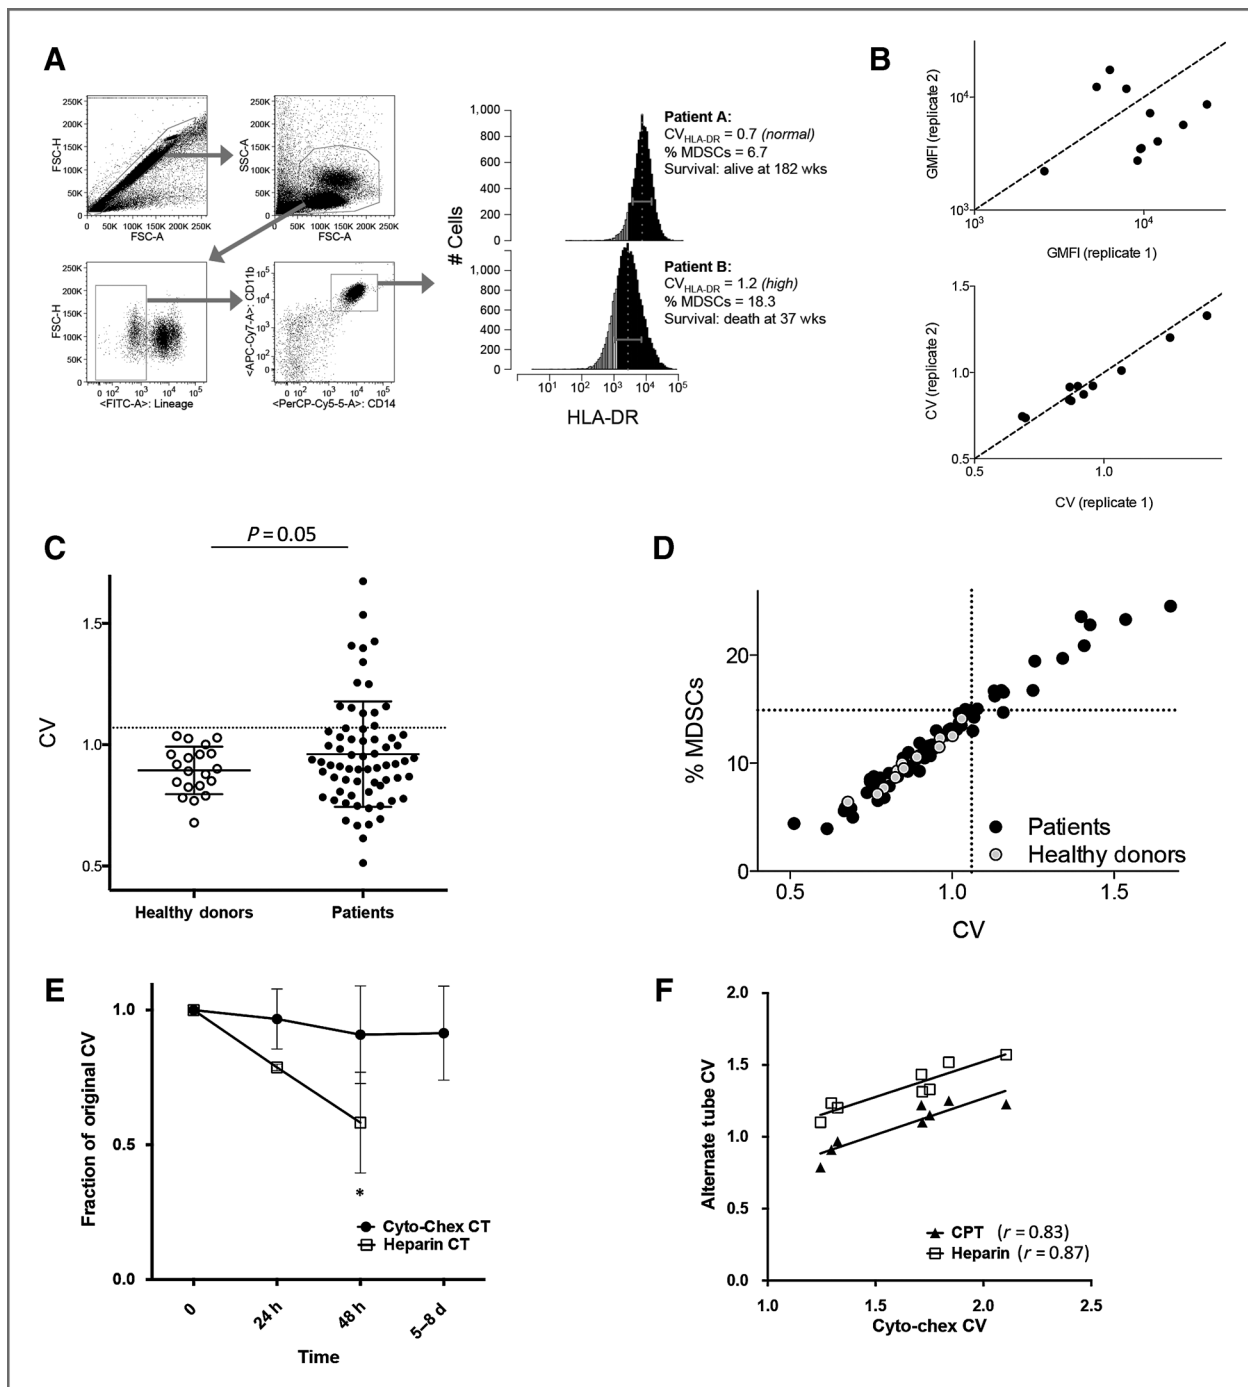 A
250K
200K
150K
100K
50K
0
FSC-H
0 50K 100K 150K 200K 250K
FSC-A
250K
200K
150K
100K
50K
0
SSC-A
0 50K 100K 150K 200K 250K
FSC-A
250K
200K
150K
100K
50K
0
FSC-H
0 10² 10³ 10⁴ 10⁵
<FITC-A>: Lineage
10⁵
10⁴
10³
10²
0
<APC-Cy7-A>: CD11b
0 10² 10³ 10⁴ 10⁵
<PerCP-Cy5-5-A>: CD14
# Cells
1,000
800
600
400
200
0
Patient A:
CV_HLA-DR = 0.7 (normal)
% MDSCs = 6.7
Survival: alive at 182 wks
1,000
800
600
400
200
0
Patient B:
CV_HLA-DR = 1.2 (high)
% MDSCs = 18.3
Survival: death at 37 wks
10¹ 10² 10³ 10⁴ 10⁵
HLA-DR
B
GMFI (replicate 2)
10⁴
10³
10³ 10⁴
GMFI (replicate 1)
CV (replicate 2)
1.5
1.0
0.5
0.5 1.0
CV (replicate 1)
C
P = 0.05
CV
1.5
1.0
0.5
Healthy donors Patients
D
% MDSCs
20
10
0
Patients
Healthy donors
0.5 1.0 1.5
CV
E
Fraction of original CV
1.0
0.5
0.0
*
Cyto-Chex CT
Heparin CT
0 24 h 48 h 5–8 d
Time
F
Alternate tube CV
2.0
1.5
1.0
0.5
0.0
CPT (r = 0.83)
Heparin (r = 0.87)
1.0 1.5 2.0 2.5
Cyto-chex CV